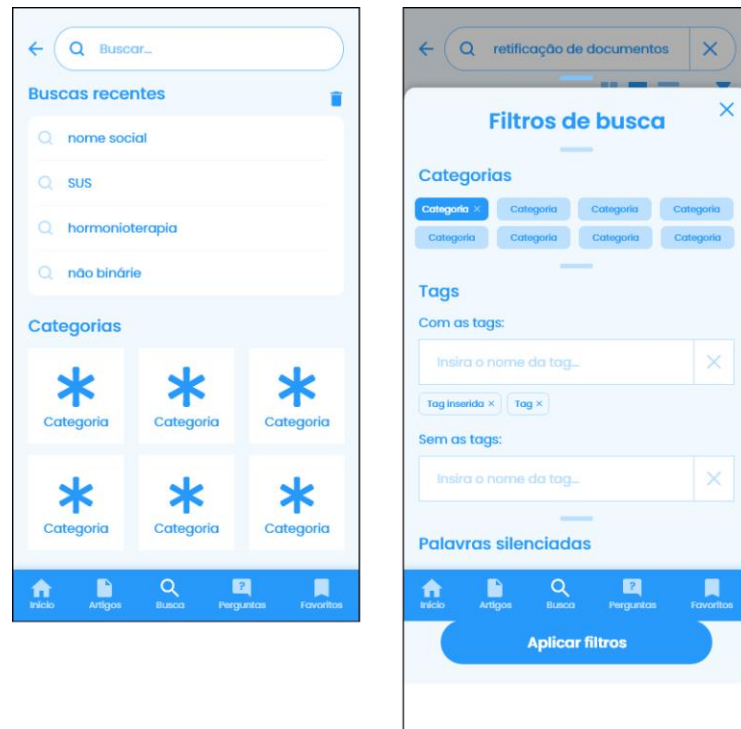 Buscar...
Buscas recentes
nome social
SUS
hormonioterapia
não binárie
Categorias
Categoria Categoria Categoria
Categoria Categoria Categoria
Início Artigos Busca Perguntas Favoritos
retificação de documentos
Filtros de busca
Categorias
Categoria × Categoria Categoria Categoria
Categoria Categoria Categoria Categoria
Tags
Com as tags:
Insira o nome da tag...
Tag inserida × Tag ×
Sem as tags:
Insira o nome da tag...
Palavras silenciadas
Início Artigos Busca Perguntas Favoritos
Aplicar filtros